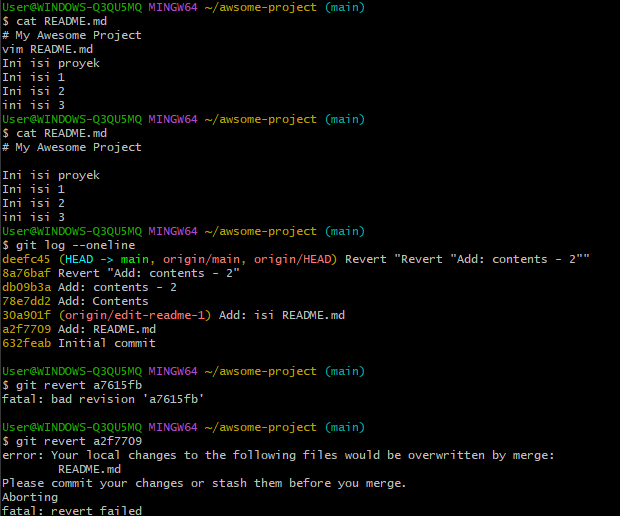 User@WINDOWS-Q3QU5MQ MINGW64 ~/awsome-project (main)
$ cat README.md
# My Awesome Project
vim README.md
Ini isi proyek
Ini isi 1
Ini isi 2
ini isi 3
User@WINDOWS-Q3QU5MQ MINGW64 ~/awsome-project (main)
$ cat README.md
# My Awesome Project

Ini isi proyek
Ini isi 1
Ini isi 2
ini isi 3
User@WINDOWS-Q3QU5MQ MINGW64 ~/awsome-project (main)
$ git log --oneline
deefc45 (HEAD -> main, origin/main, origin/HEAD) Revert "Revert "Add: contents - 2""
8a76baf Revert "Add: contents - 2"
db09b3a Add: contents - 2
78e7dd2 Add: Contents
30a901f (origin/edit-readme-1) Add: isi README.md
a2f7709 Add: README.md
632feab Initial commit

User@WINDOWS-Q3QU5MQ MINGW64 ~/awsome-project (main)
$ git revert a7615fb
fatal: bad revision 'a7615fb'

User@WINDOWS-Q3QU5MQ MINGW64 ~/awsome-project (main)
$ git revert a2f7709
error: Your local changes to the following files would be overwritten by merge:
        README.md
Please commit your changes or stash them before you merge.
Aborting
fatal: revert failed